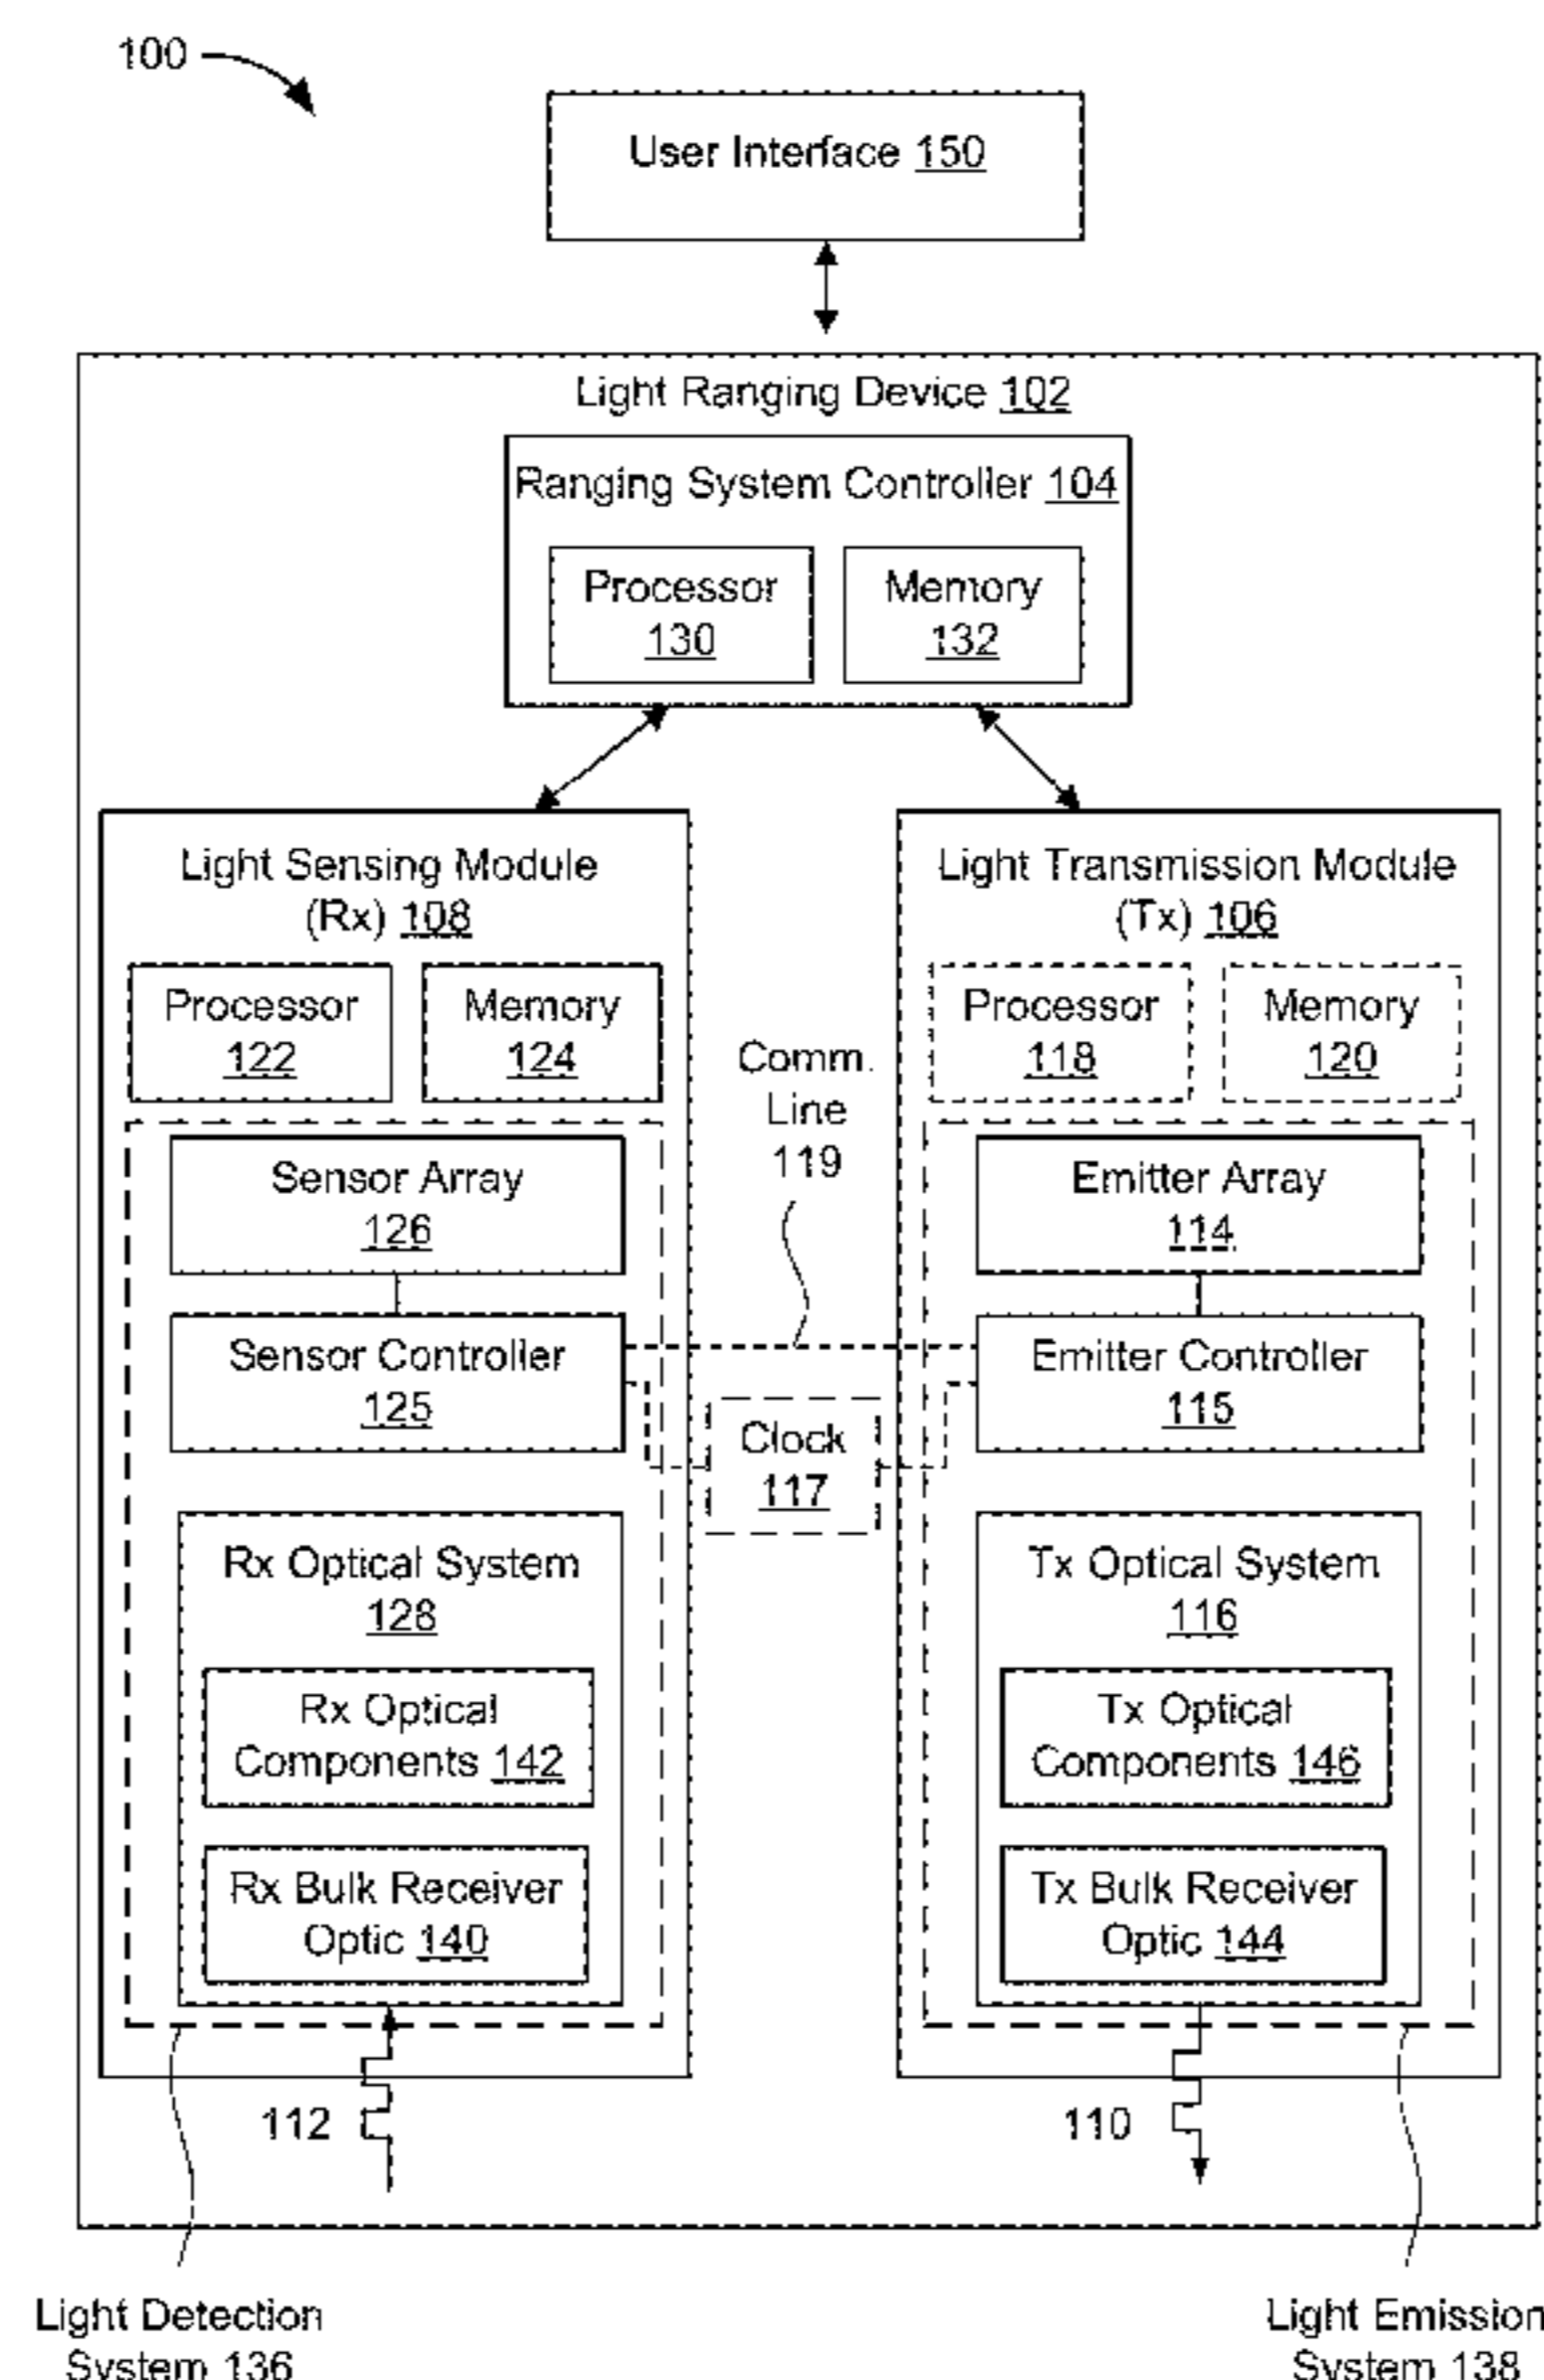 100
User Interface 150
Light Ranging Device 102
Ranging System Controller 104
Processor
130
Memory
132
Light Sensing Module
(Rx) 108
Processor
122
Memory
124
Sensor Array
126
Sensor Controller
125
Rx Optical System
128
Rx Optical
Components 142
Rx Bulk Receiver
Optic 140
112
Comm.
Line
119
Clock
117
Light Transmission Module
(Tx) 106
Processor
118
Memory
120
Emitter Array
114
Emitter Controller
115
Tx Optical System
116
Tx Optical
Components 146
Tx Bulk Receiver
Optic 144
110
Light Detection
System 136
Light Emission
System 138